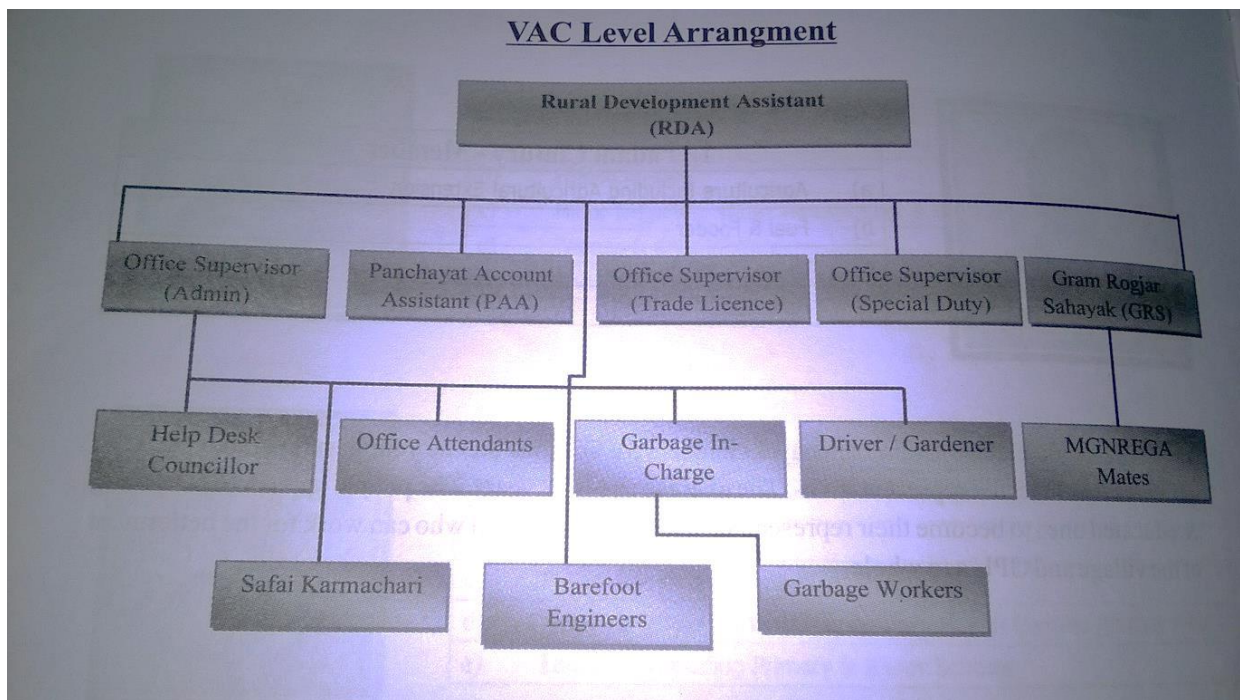 VAC Level Arrangment
Rural Development Assistant
(RDA)
Office Supervisor
(Admin)
Panchayat Account
Assistant (PAA)
Office Supervisor
(Trade Licence)
Office Supervisor
(Special Duty)
Gram Rogjar
Sahayak (GRS)
Help Desk
Councillor
Office Attendants
Garbage In-
Charge
Driver / Gardener
MGNREGA
Mates
Safai Karmachari
Barefoot
Engineers
Garbage Workers